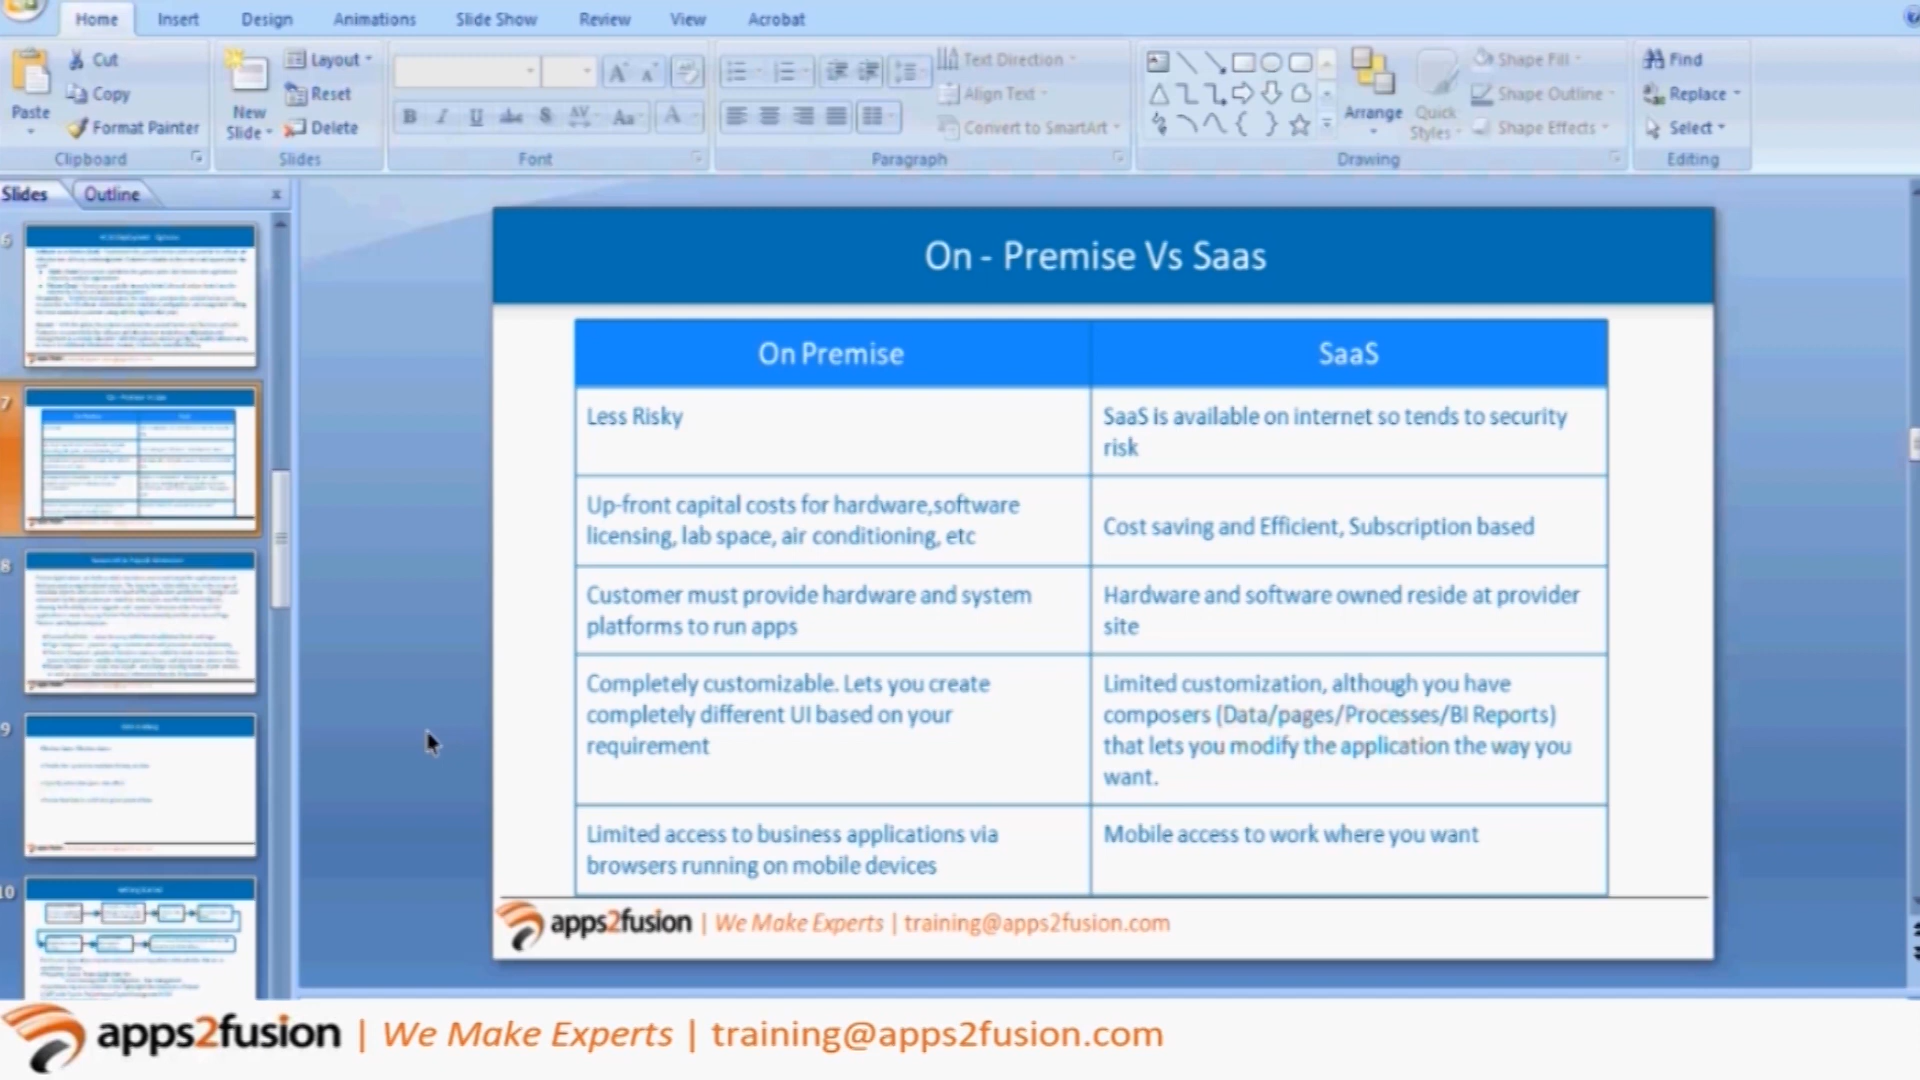 Home Insert Design Animations Slide Show Review View Acrobat
Paste
Cut
Copy
Format Painter
Clipboard
New
Slide
Layout
Reset
Delete
Slides
B I U abc S AV Aa A
Font
Text Direction
Align Text
Convert to SmartArt
Paragraph
Arrange
Quick
Styles
Shape Fill
Shape Outline
Shape Effects
Drawing
Find
Replace
Select
Editing
Slides Outline
6
7
8
9
10
On - Premise Vs Saas
On Premise
SaaS
Less Risky
SaaS is available on internet so tends to security
risk
Up-front capital costs for hardware,software
licensing, lab space, air conditioning, etc
Cost saving and Efficient, Subscription based
Customer must provide hardware and system
platforms to run apps
Hardware and software owned reside at provider
site
Completely customizable. Lets you create
completely different UI based on your
requirement
Limited customization, although you have
composers (Data/pages/Processes/BI Reports)
that lets you modify the application the way you
want.
Limited access to business applications via
browsers running on mobile devices
Mobile access to work where you want
apps2fusion | We Make Experts | training@apps2fusion.com
apps2fusion | We Make Experts | training@apps2fusion.com